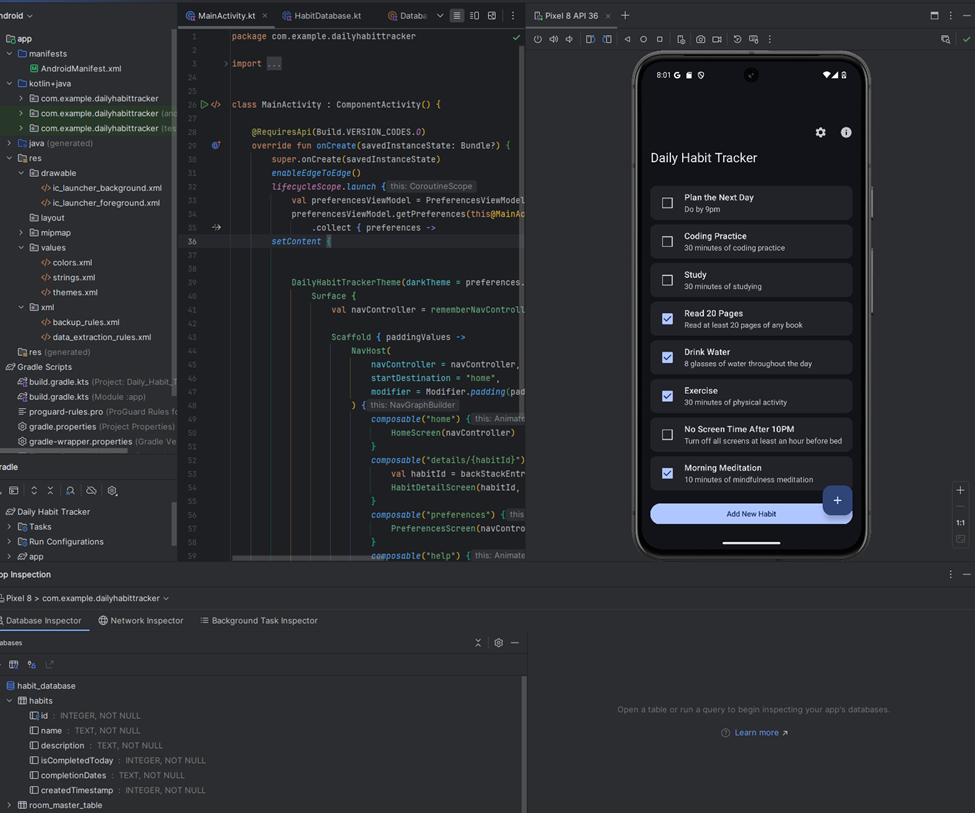 ndroid
app
manifests
AndroidManifest.xml
kotlin+java
com.example.dailyhabittracker
com.example.dailyhabittracker (and
com.example.dailyhabittracker (tes
java (generated)
res
drawable
ic_launcher_background.xml
ic_launcher_foreground.xml
layout
mipmap
values
colors.xml
strings.xml
themes.xml
xml
backup_rules.xml
data_extraction_rules.xml
res (generated)
Gradle Scripts
build.gradle.kts (Project: Daily_Habit_T
build.gradle.kts (Module :app)
proguard-rules.pro (ProGuard Rules fo
gradle.properties (Project Properties)
gradle-wrapper.properties (Gradle Ve
radle
Daily Habit Tracker
Tasks
Run Configurations
app
MainActivity.kt
HabitDatabase.kt
Databa
1 package com.example.dailyhabittracker
2
3 import ...
24
25
26 class MainActivity : ComponentActivity() {
27
28 @RequiresApi(Build.VERSION_CODES.O)
29 override fun onCreate(savedInstanceState: Bundle?) {
30 super.onCreate(savedInstanceState)
31 enableEdgeToEdge()
32 lifecycleScope.launch { this: CoroutineScope
33 val preferencesViewModel = PreferencesViewMode
34 preferencesViewModel.getPreferences(this@MainA
35 .collect { preferences ->
36 setContent {
37
38
39 DailyHabitTrackerTheme(darkTheme = preferences.
40 Surface {
41 val navController = rememberNavControll
42
43 Scaffold { paddingValues ->
44 NavHost(
45 navController = navController,
46 startDestination = "home",
47 modifier = Modifier.padding(pad
48 ) { this: NavGraphBuilder
49 composable("home") { this: Animate
50 HomeScreen(navController)
51 }
52 composable("details/{habitId}")
53 val habitId = backStackEntr
54 HabitDetailScreen(habitId,
55 }
56 composable("preferences") { this
57 PreferencesScreen(navContro
58 }
59 composable("help") { this: Animate
Pixel 8 API 36
8:01
Daily Habit Tracker
Plan the Next Day
Do by 9pm
Coding Practice
30 minutes of coding practice
Study
30 minutes of studying
Read 20 Pages
Read at least 20 pages of any book
Drink Water
8 glasses of water throughout the day
Exercise
30 minutes of physical activity
No Screen Time After 10PM
Turn off all screens at least an hour before bed
Morning Meditation
10 minutes of mindfulness meditation
+
Add New Habit
1:1
pp Inspection
Pixel 8 > com.example.dailyhabittracker
Database Inspector
Network Inspector
Background Task Inspector
abases
habit_database
habits
id : INTEGER, NOT NULL
name : TEXT, NOT NULL
description : TEXT, NOT NULL
isCompletedToday : INTEGER, NOT NULL
completionDates : TEXT, NOT NULL
createdTimestamp : INTEGER, NOT NULL
room_master_table
Open a table or run a query to begin inspecting your app's databases.
Learn more ↗